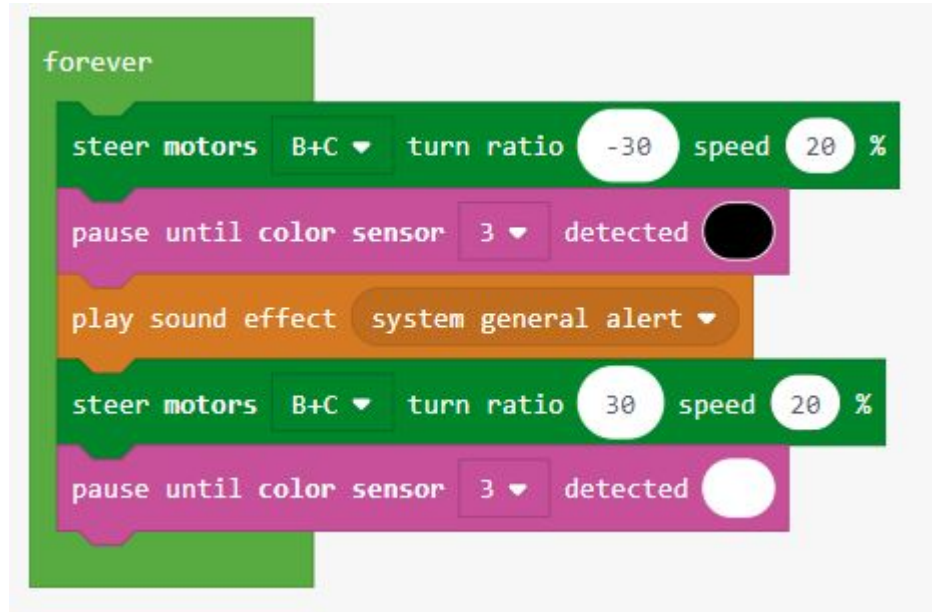 forever
steer motors B+C turn ratio -30 speed 20 %
pause until color sensor 3 detected
play sound effect system general alert
steer motors B+C turn ratio 30 speed 20 %
pause until color sensor 3 detected